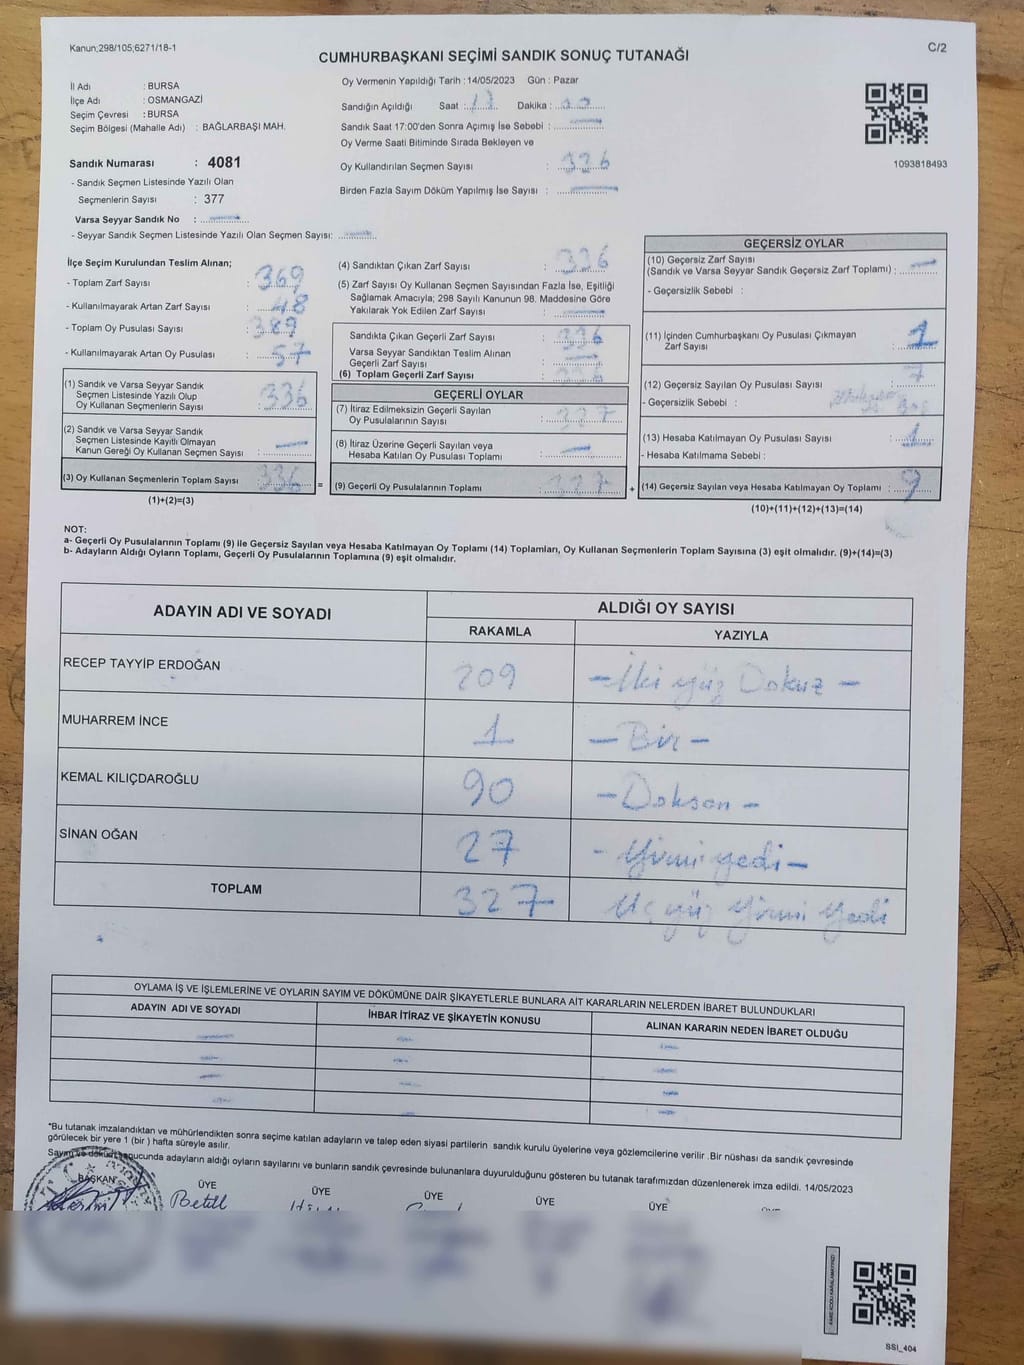 Kanun;298/105;6271/18-1
C/2
CUMHURBAŞKANI SEÇİMİ SANDIK SONUÇ TUTANAĞI
İl Adı : BURSA
İlçe Adı : OSMANGAZİ
Seçim Çevresi : BURSA
Seçim Bölgesi (Mahalle Adı) : BAĞLARBAŞI MAH.
Sandık Numarası : 4081
- Sandık Seçmen Listesinde Yazılı Olan
Seçmenlerin Sayısı : 377
Varsa Seyyar Sandık No :
- Seyyar Sandık Seçmen Listesinde Yazılı Olan Seçmen Sayısı:
Oy Vermenin Yapıldığı Tarih : 14/05/2023 Gün : Pazar
Sandığın Açıldığı Saat : Dakika :
Sandık Saat 17:00'den Sonra Açımış İse Sebebi :
Oy Verme Saati Bitiminde Sırada Bekleyen ve
Oy Kullandırılan Seçmen Sayısı :
Birden Fazla Sayım Döküm Yapılmış İse Sayısı :
1093818493
İlçe Seçim Kurulundan Teslim Alınan;
- Toplam Zarf Sayısı : 369
- Kullanılmayarak Artan Zarf Sayısı : 48
- Toplam Oy Pusulası Sayısı : 389
- Kullanılmayarak Artan Oy Pusulası : 57
(1) Sandık ve Varsa Seyyar Sandık
Seçmen Listesinde Yazılı Olup
Oy Kullanan Seçmenlerin Sayısı : 336
(2) Sandık ve Varsa Seyyar Sandık
Seçmen Listesinde Kayıtlı Olmayan
Kanun Gereği Oy Kullanan Seçmen Sayısı :
(3) Oy Kullanan Seçmenlerin Toplam Sayısı : 336
(1)+(2)=(3)
(4) Sandıktan Çıkan Zarf Sayısı : 336
(5) Zarf Sayısı Oy Kullanan Seçmen Sayısından Fazla İse, Eşitliği
Sağlamak Amacıyla; 298 Sayılı Kanunun 98. Maddesine Göre
Yakılarak Yok Edilen Zarf Sayısı :
Sandıkta Çıkan Geçerli Zarf Sayısı : 336
Varsa Seyyar Sandıktan Teslim Alınan
Geçerli Zarf Sayısı :
(6) Toplam Geçerli Zarf Sayısı : 336
GEÇERLİ OYLAR
(7) İtiraz Edilmeksizin Geçerli Sayılan
Oy Pusulalarının Sayısı : 327
(8) İtiraz Üzerine Geçerli Sayılan veya
Hesaba Katılan Oy Pusulası Toplamı :
= (9) Geçerli Oy Pusulalarının Toplamı : 327
GEÇERSİZ OYLAR
(10) Geçersiz Zarf Sayısı
(Sandık ve Varsa Seyyar Sandık Geçersiz Zarf Toplamı) :
- Geçersizlik Sebebi :
(11) İçinden Cumhurbaşkanı Oy Pusulası Çıkmayan
Zarf Sayısı : 1
(12) Geçersiz Sayılan Oy Pusulası Sayısı : 7
- Geçersizlik Sebebi :
(13) Hesaba Katılmayan Oy Pusulası Sayısı : 1
- Hesaba Katılmama Sebebi :
+ (14) Geçersiz Sayılan veya Hesaba Katılmayan Oy Toplamı : 9
(10)+(11)+(12)+(13)=(14)
NOT:
a- Geçerli Oy Pusulalarının Toplamı (9) ile Geçersiz Sayılan veya Hesaba Katılmayan Oy Toplamı (14) Toplamları, Oy Kullanan Seçmenlerin Toplam Sayısına (3) eşit olmalıdır. (9)+(14)=(3)
b- Adayların Aldığı Oyların Toplamı, Geçerli Oy Pusulalarının Toplamına (9) eşit olmalıdır.
ADAYIN ADI VE SOYADI
ALDIĞI OY SAYISI
RAKAMLA YAZIYLA
RECEP TAYYİP ERDOĞAN 209 - İki yüz Dokuz -
MUHARREM İNCE 1 - Bir -
KEMAL KILIÇDAROĞLU 90 - Doksan -
SİNAN OĞAN 27 - Yirmi yedi -
TOPLAM 327 Üç yüz Yirmi Yedi
OYLAMA İŞ VE İŞLEMLERİNE VE OYLARIN SAYIM VE DÖKÜMÜNE DAİR ŞİKAYETLERLE BUNLARA AİT KARARLARIN NELERDEN İBARET BULUNDUKLARI
ADAYIN ADI VE SOYADI İHBAR İTİRAZ VE ŞİKAYETİN KONUSU ALINAN KARARIN NEDEN İBARET OLDUĞU
*Bu tutanak imzalandıktan ve mühürlendikten sonra seçime katılan adayların ve talep eden siyasi partilerin sandık kurulu üyelerine veya gözlemcilerine verilir .Bir nüshası da sandık çevresinde
görülecek bir yere 1 (bir ) hafta süreyle asılır.
Sayım ve döküm sonucunda adayların aldığı oyların sayılarını ve bunların sandık çevresinde bulunanlara duyurulduğunu gösteren bu tutanak tarafımızdan düzenlenerek imza edildi. 14/05/2023
BAŞKAN ÜYE ÜYE ÜYE ÜYE ÜYE
Betül
SSI_404